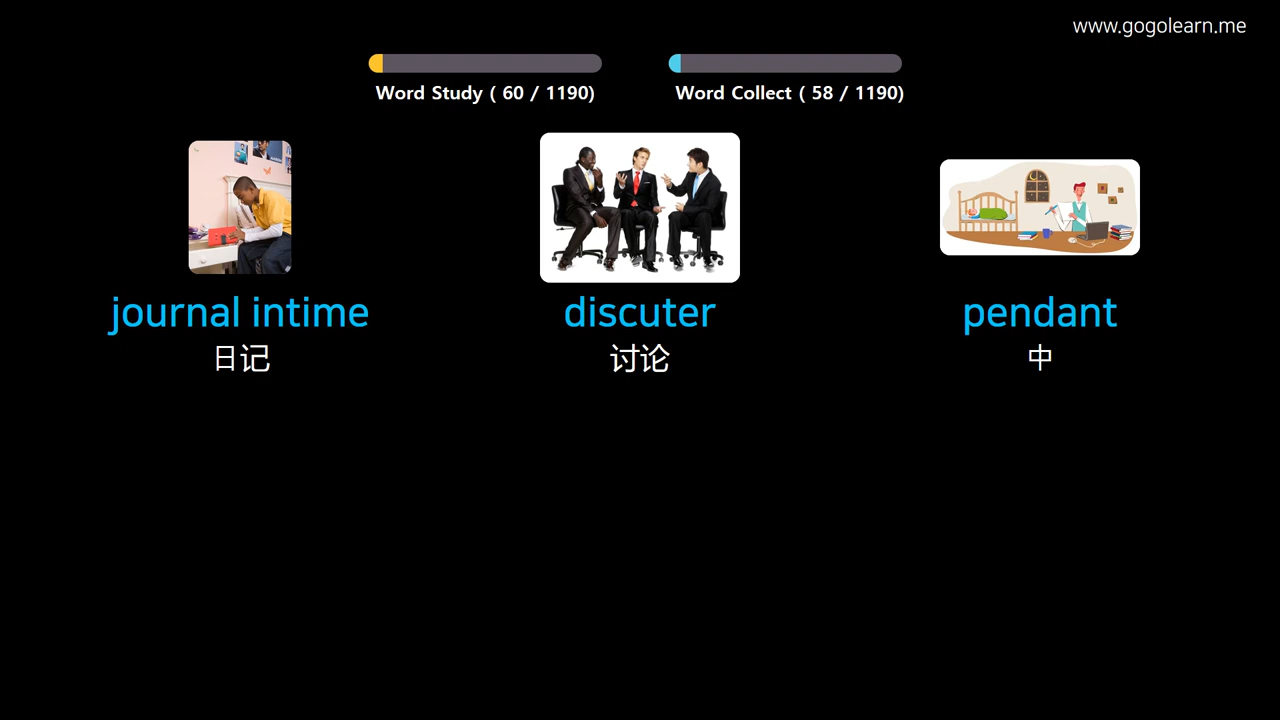 www.gogolearn.me
Word Study ( 60 / 1190)
Word Collect ( 58 / 1190)
journal intime
日记
discuter
讨论
pendant
中